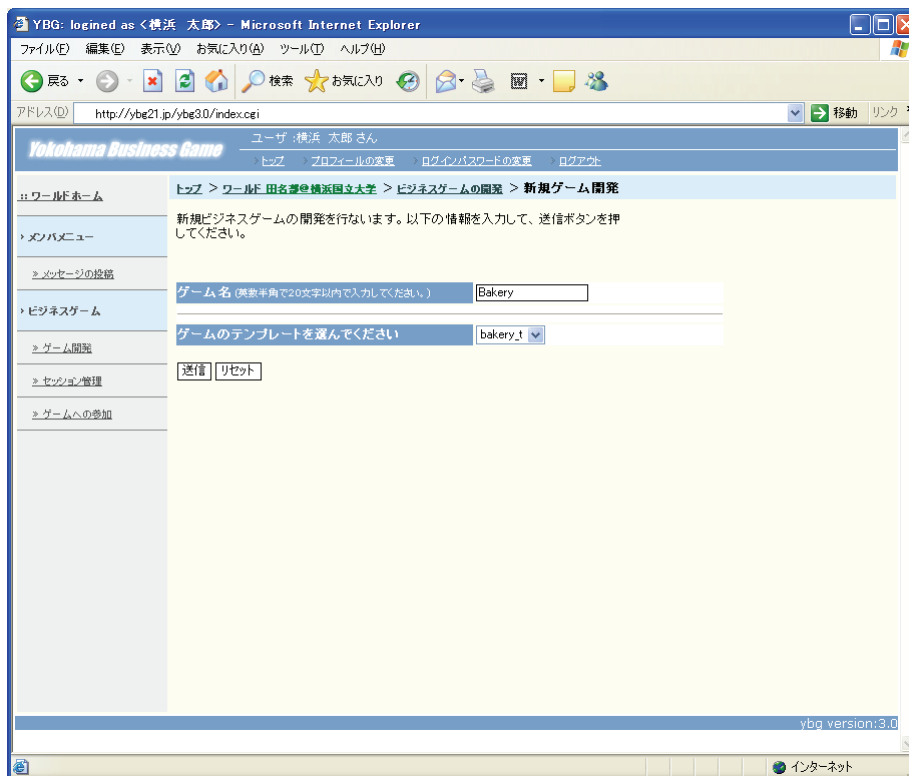 YBG: logined as <横浜 太郎> - Microsoft Internet Explorer
ファイル(F) 編集(E) 表示(V) お気に入り(A) ツール(T) ヘルプ(H)
戻る 検索 お気に入り
アドレス(D) http://ybg21.jp/ybg3.0/index.cgi 移動 リンク
Yokohama Business Game
ユーザ :横浜 太郎 さん
トップ プロフィールの変更 ログインパスワードの変更 ログアウト
:: ワールドホーム
› メンバメニュー
» メッセージの投稿
› ビジネスゲーム
» ゲーム開発
» セッション管理
» ゲームへの参加
トップ > ワールド 田名部@横浜国立大学 > ビジネスゲームの開発 > 新規ゲーム開発
新規ビジネスゲームの開発を行ないます。以下の情報を入力して、送信ボタンを押
してください。
ゲーム名 (英数半角で20文字以内で入力してください。) Bakery
ゲームのテンプレートを選んでください bakery_t
送信 リセット
ybg version:3.0
インターネット